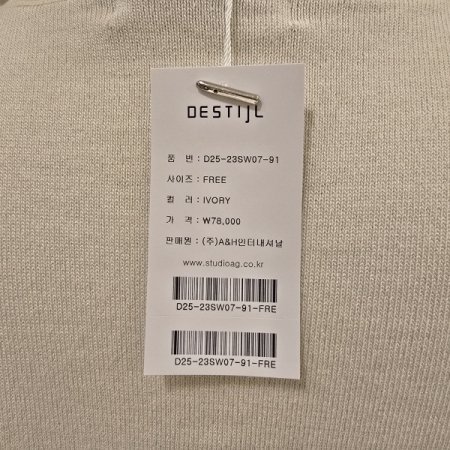 DESTIJL
품 번 : D25-23SW07-91
사이즈 : FREE
컬 러 : IVORY
가 격 : ₩78,000
판매원 : (주)A&H인터내셔날
www.studioag.co.kr
D25-23SW07-91-FRE
D25-23SW07-91-FRE